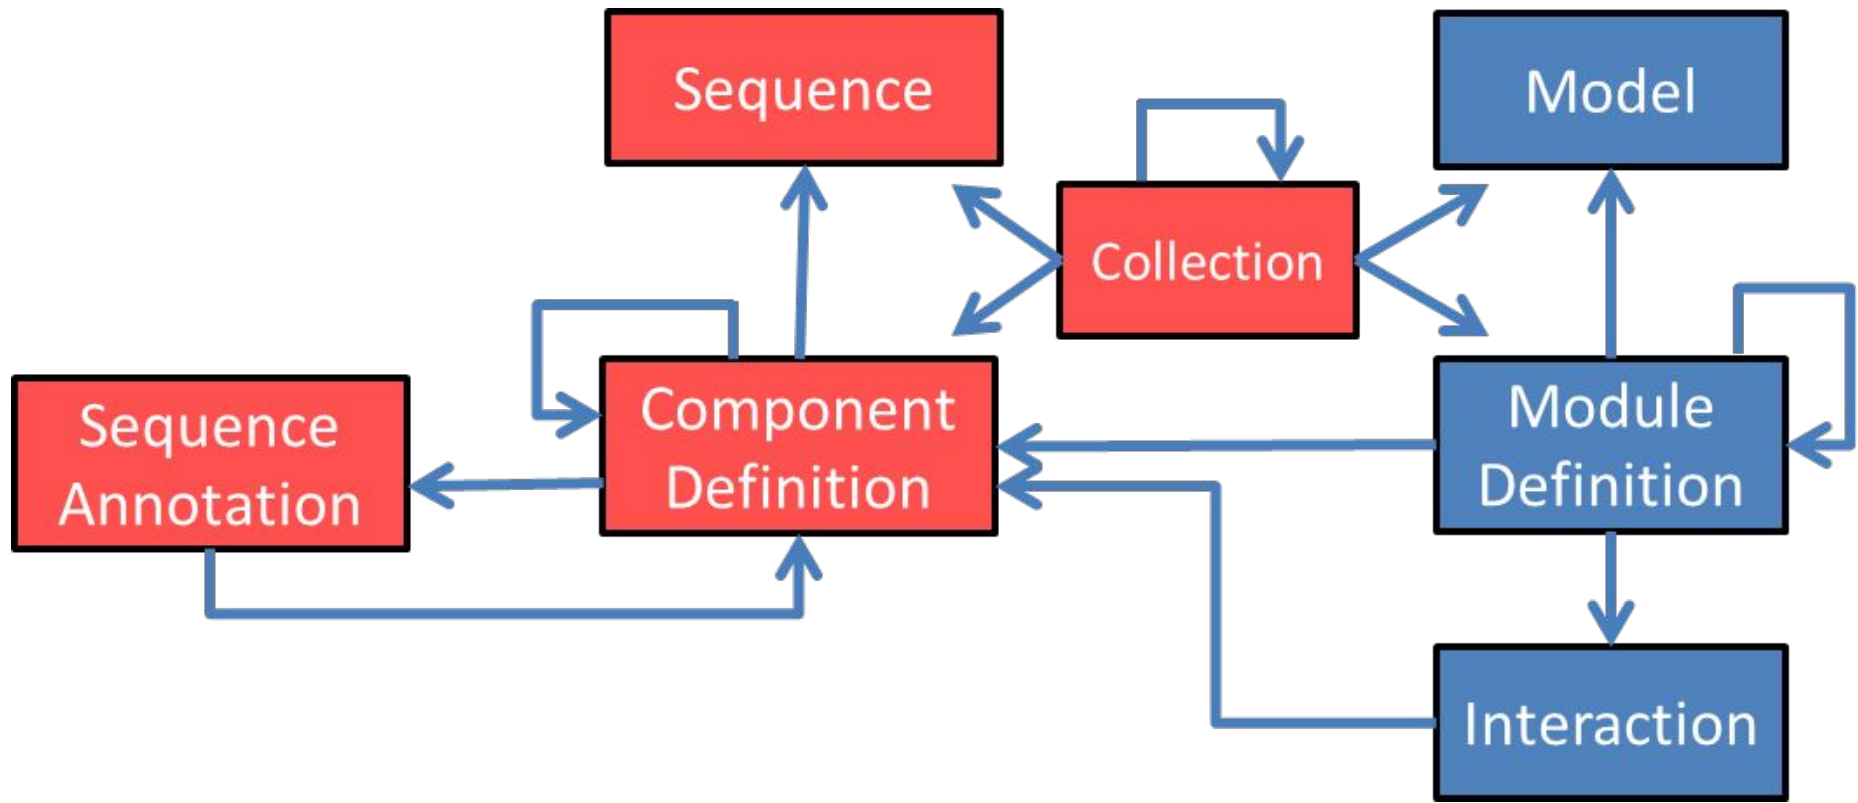 Sequence
Model
Collection
Sequence
Annotation
Component
Definition
Module
Definition
Interaction